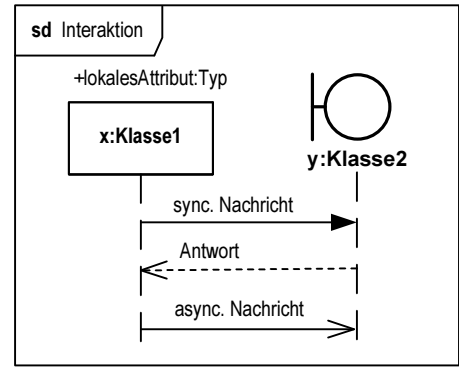 sd Interaktion
+lokalesAttribut:Typ
x:Klasse1
y:Klasse2
sync. Nachricht
Antwort
async. Nachricht